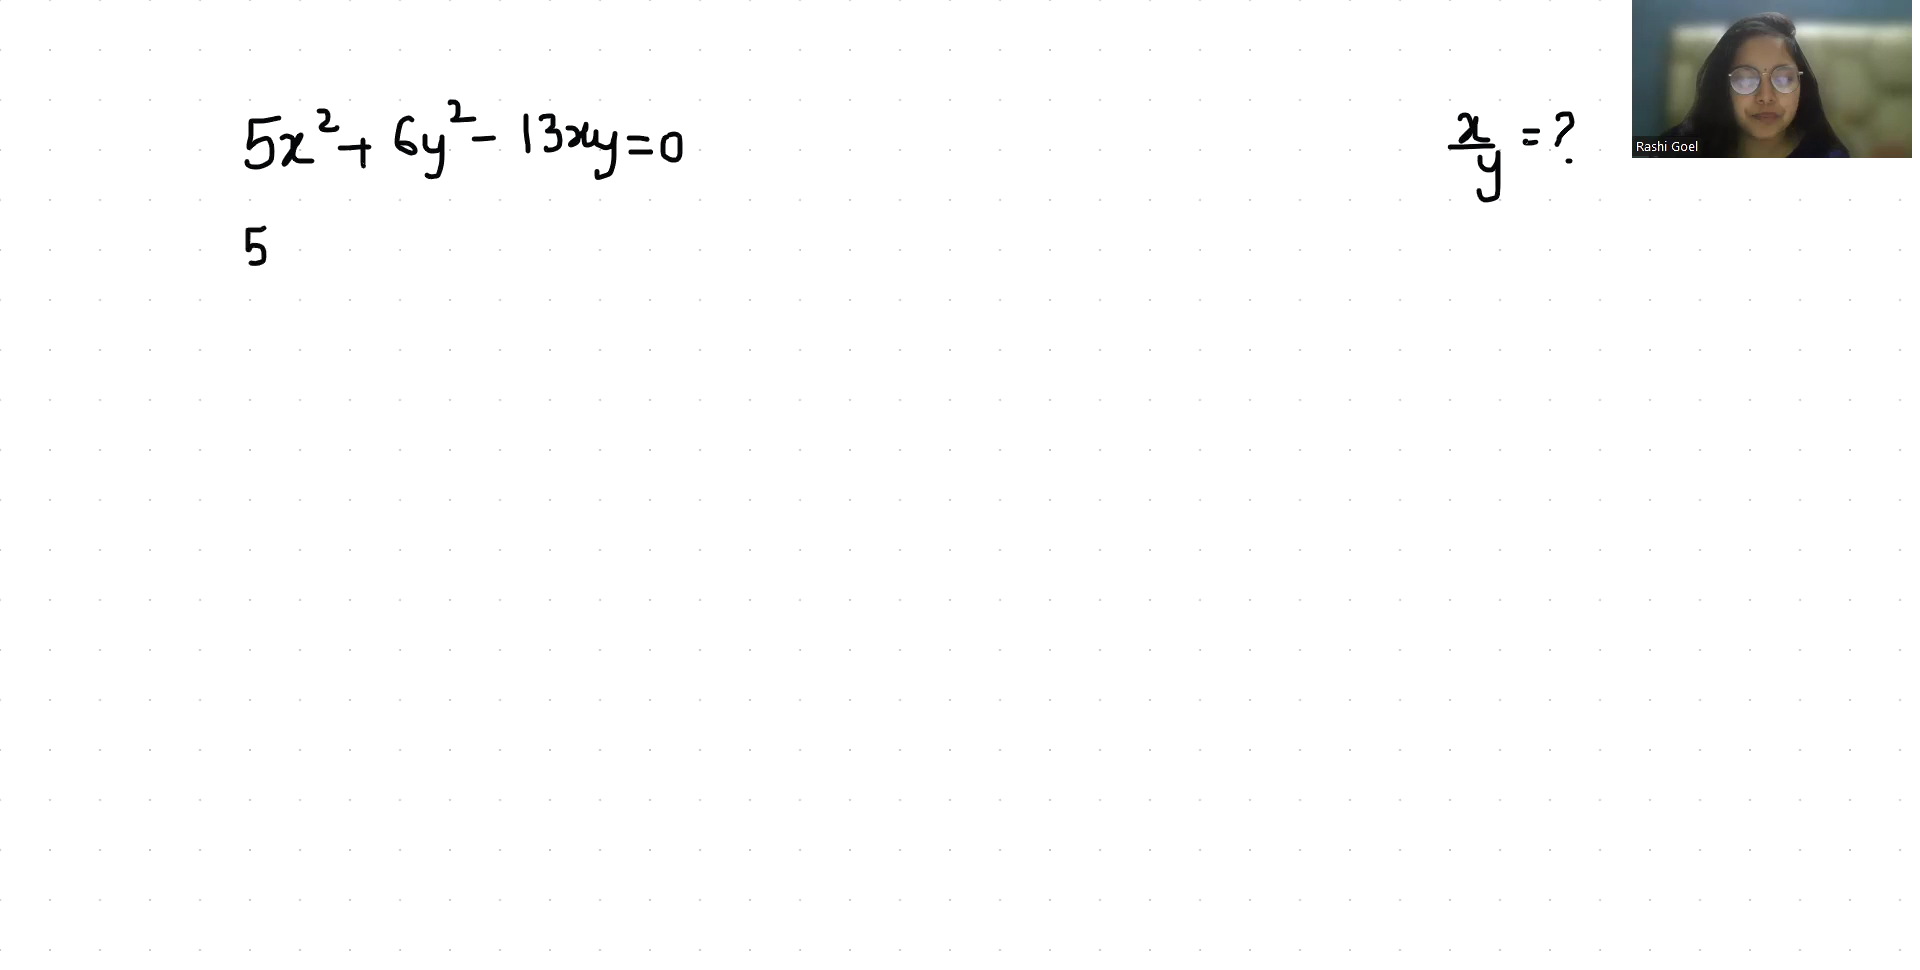 5x² + 6y² - 13xy = 0
x/y = ?
Rashi Goel
5